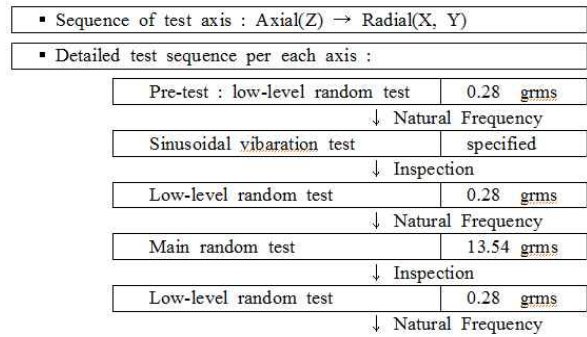 ▪ Sequence of test axis : Axial(Z) → Radial(X, Y)
▪ Detailed test sequence per each axis :
Pre-test : low-level random test 0.28 grms
↓ Natural Frequency
Sinusoidal vibaration test specified
↓ Inspection
Low-level random test 0.28 grms
↓ Natural Frequency
Main random test 13.54 grms
↓ Inspection
Low-level random test 0.28 grms
↓ Natural Frequency